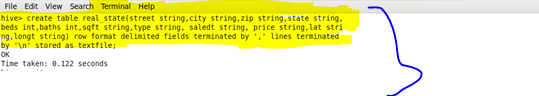 File Edit View Search Terminal Help
hive> create table real_state(street string,city string,zip string,state string,
beds int,baths int,sqft string,type string, saledt string, price string,lat stri
ng,longt string) row format delimited fields terminated by ',' lines terminated
by '\n' stored as textfile;
OK
Time taken: 0.122 seconds